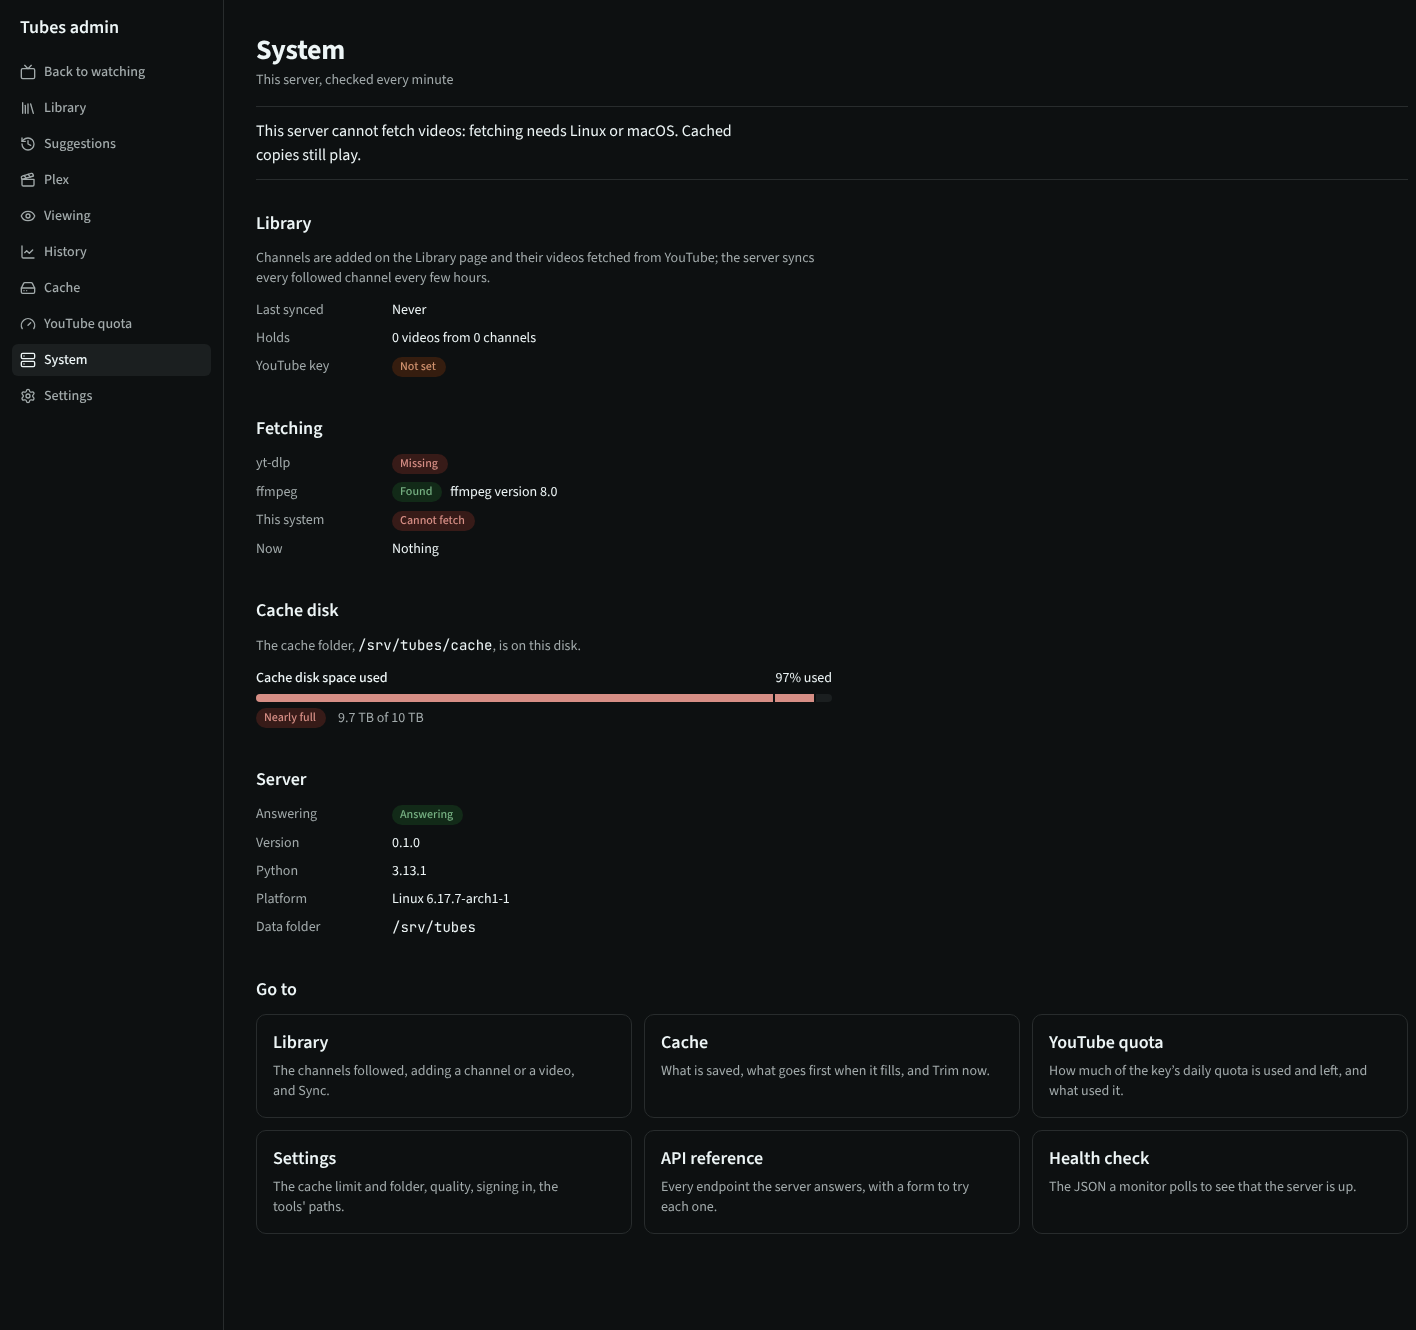 Tubes admin
Back to watching
Library
Suggestions
Plex
Viewing
History
Cache
YouTube quota
System
Settings
System
This server, checked every minute
This server cannot fetch videos: fetching needs Linux or macOS. Cached
copies still play.
Library
Channels are added on the Library page and their videos fetched from YouTube; the server syncs
every followed channel every few hours.
Last synced Never
Holds 0 videos from 0 channels
YouTube key Not set
Fetching
yt-dlp Missing
ffmpeg Found ffmpeg version 8.0
This system Cannot fetch
Now Nothing
Cache disk
The cache folder, /srv/tubes/cache, is on this disk.
Cache disk space used 97% used
Nearly full 9.7 TB of 10 TB
Server
Answering Answering
Version 0.1.0
Python 3.13.1
Platform Linux 6.17.7-arch1-1
Data folder /srv/tubes
Go to
Library
The channels followed, adding a channel or a video,
and Sync.
Cache
What is saved, what goes first when it fills, and Trim now.
YouTube quota
How much of the key’s daily quota is used and left, and
what used it.
Settings
The cache limit and folder, quality, signing in, the
tools' paths.
API reference
Every endpoint the server answers, with a form to try
each one.
Health check
The JSON a monitor polls to see that the server is up.